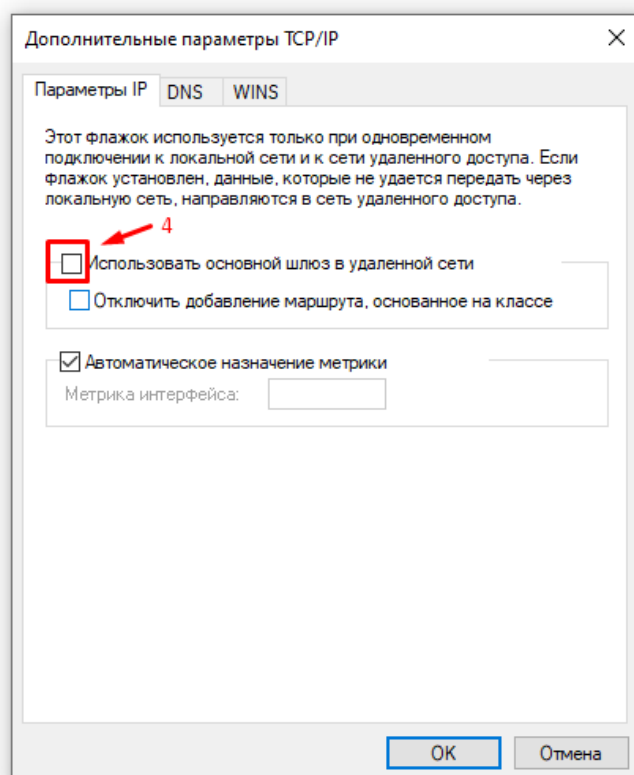 Дополнительные параметры TCP/IP
Параметры IP DNS WINS
Этот флажок используется только при одновременном
подключении к локальной сети и к сети удаленного доступа. Если
флажок установлен, данные, которые не удается передать через
локальную сеть, направляются в сеть удаленного доступа.
4
Использовать основной шлюз в удаленной сети
Отключить добавление маршрута, основанное на классе
Автоматическое назначение метрики
Метрика интерфейса:
OK Отмена